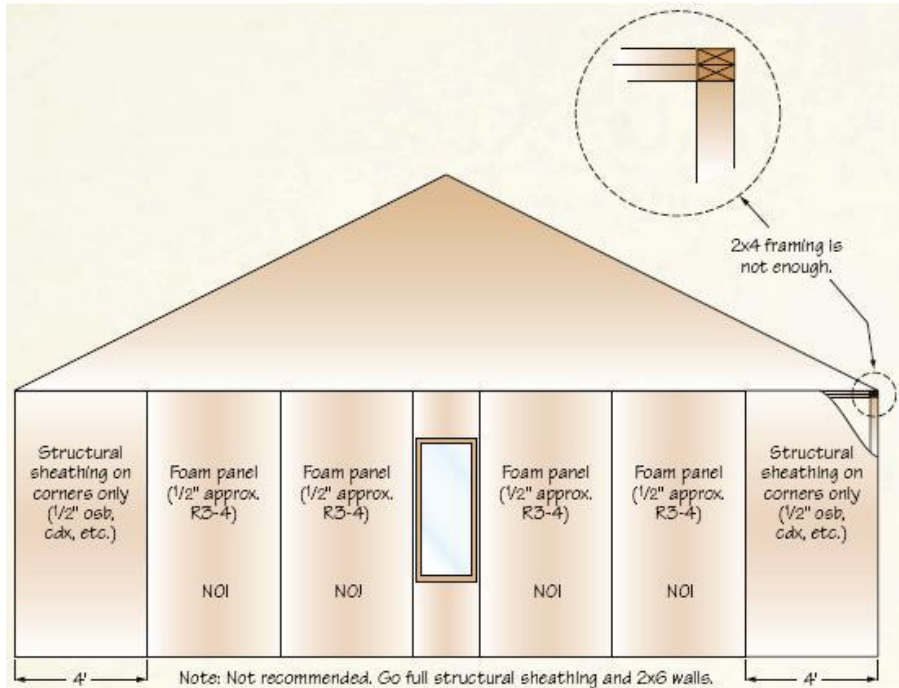 2x4 framing is
not enough.
Structural
sheathing on
corners only
(1/2" osb,
cdx, etc.)
Foam panel
(1/2" approx.
R3-4)
NO!
Foam panel
(1/2" approx.
R3-4)
NO!
Foam panel
(1/2" approx.
R3-4)
NO!
Foam panel
(1/2" approx.
R3-4)
NO!
Structural
sheathing on
corners only
(1/2" osb,
cdx, etc.)
4'
Note: Not recommended. Go full structural sheathing and 2x6 walls.
4'